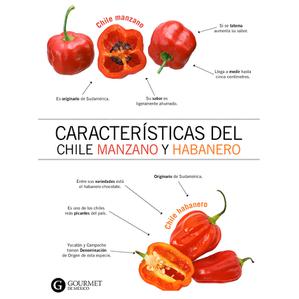 Chile manzano
Si se tatema
aumenta su sabor.
Llega a medir hasta
cinco centímetros.
Es originario de Sudamérica.
Su sabor es
ligeramente ahumado.
CARACTERÍSTICAS DEL
CHILE MANZANO Y HABANERO
Originario de Sudamérica.
Entre sus variedades está
el habanero chocolate.
Es uno de los chiles
más picantes del país.
Chile habanero
Yucatán y Campeche
tienen Denominación
de Origen de esta especie.
G
GOURMET
DE MÉXICO